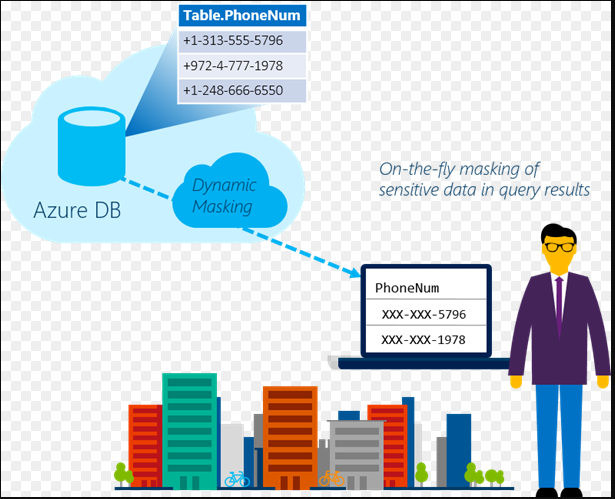 Table.PhoneNum
+1-313-555-5796
+972-4-777-1978
+1-248-666-6550
Azure DB
Dynamic
Masking
On-the-fly masking of
sensitive data in query results
PhoneNum
XXX-XXX-5796
XXX-XXX-1978